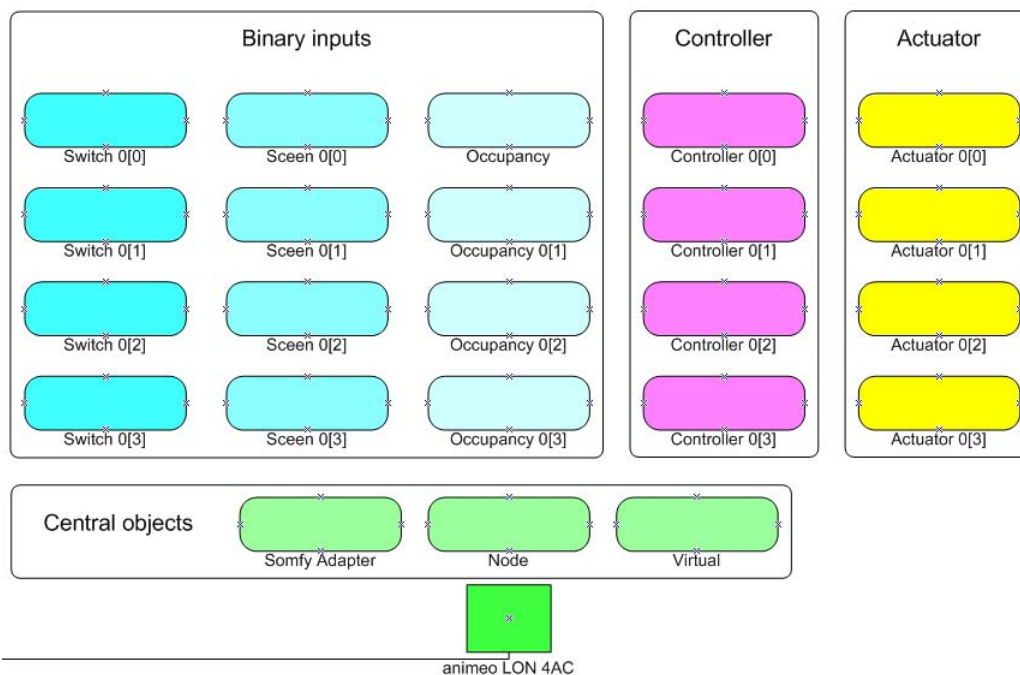 Binary inputs
Controller
Actuator
Switch 0[0]
Sceen 0[0]
Occupancy
Controller 0[0]
Actuator 0[0]
Switch 0[1]
Sceen 0[1]
Occupancy 0[1]
Controller 0[1]
Actuator 0[1]
Switch 0[2]
Sceen 0[2]
Occupancy 0[2]
Controller 0[2]
Actuator 0[2]
Switch 0[3]
Sceen 0[3]
Occupancy 0[3]
Controller 0[3]
Actuator 0[3]
Central objects
Somfy Adapter
Node
Virtual
animeo LON 4AC